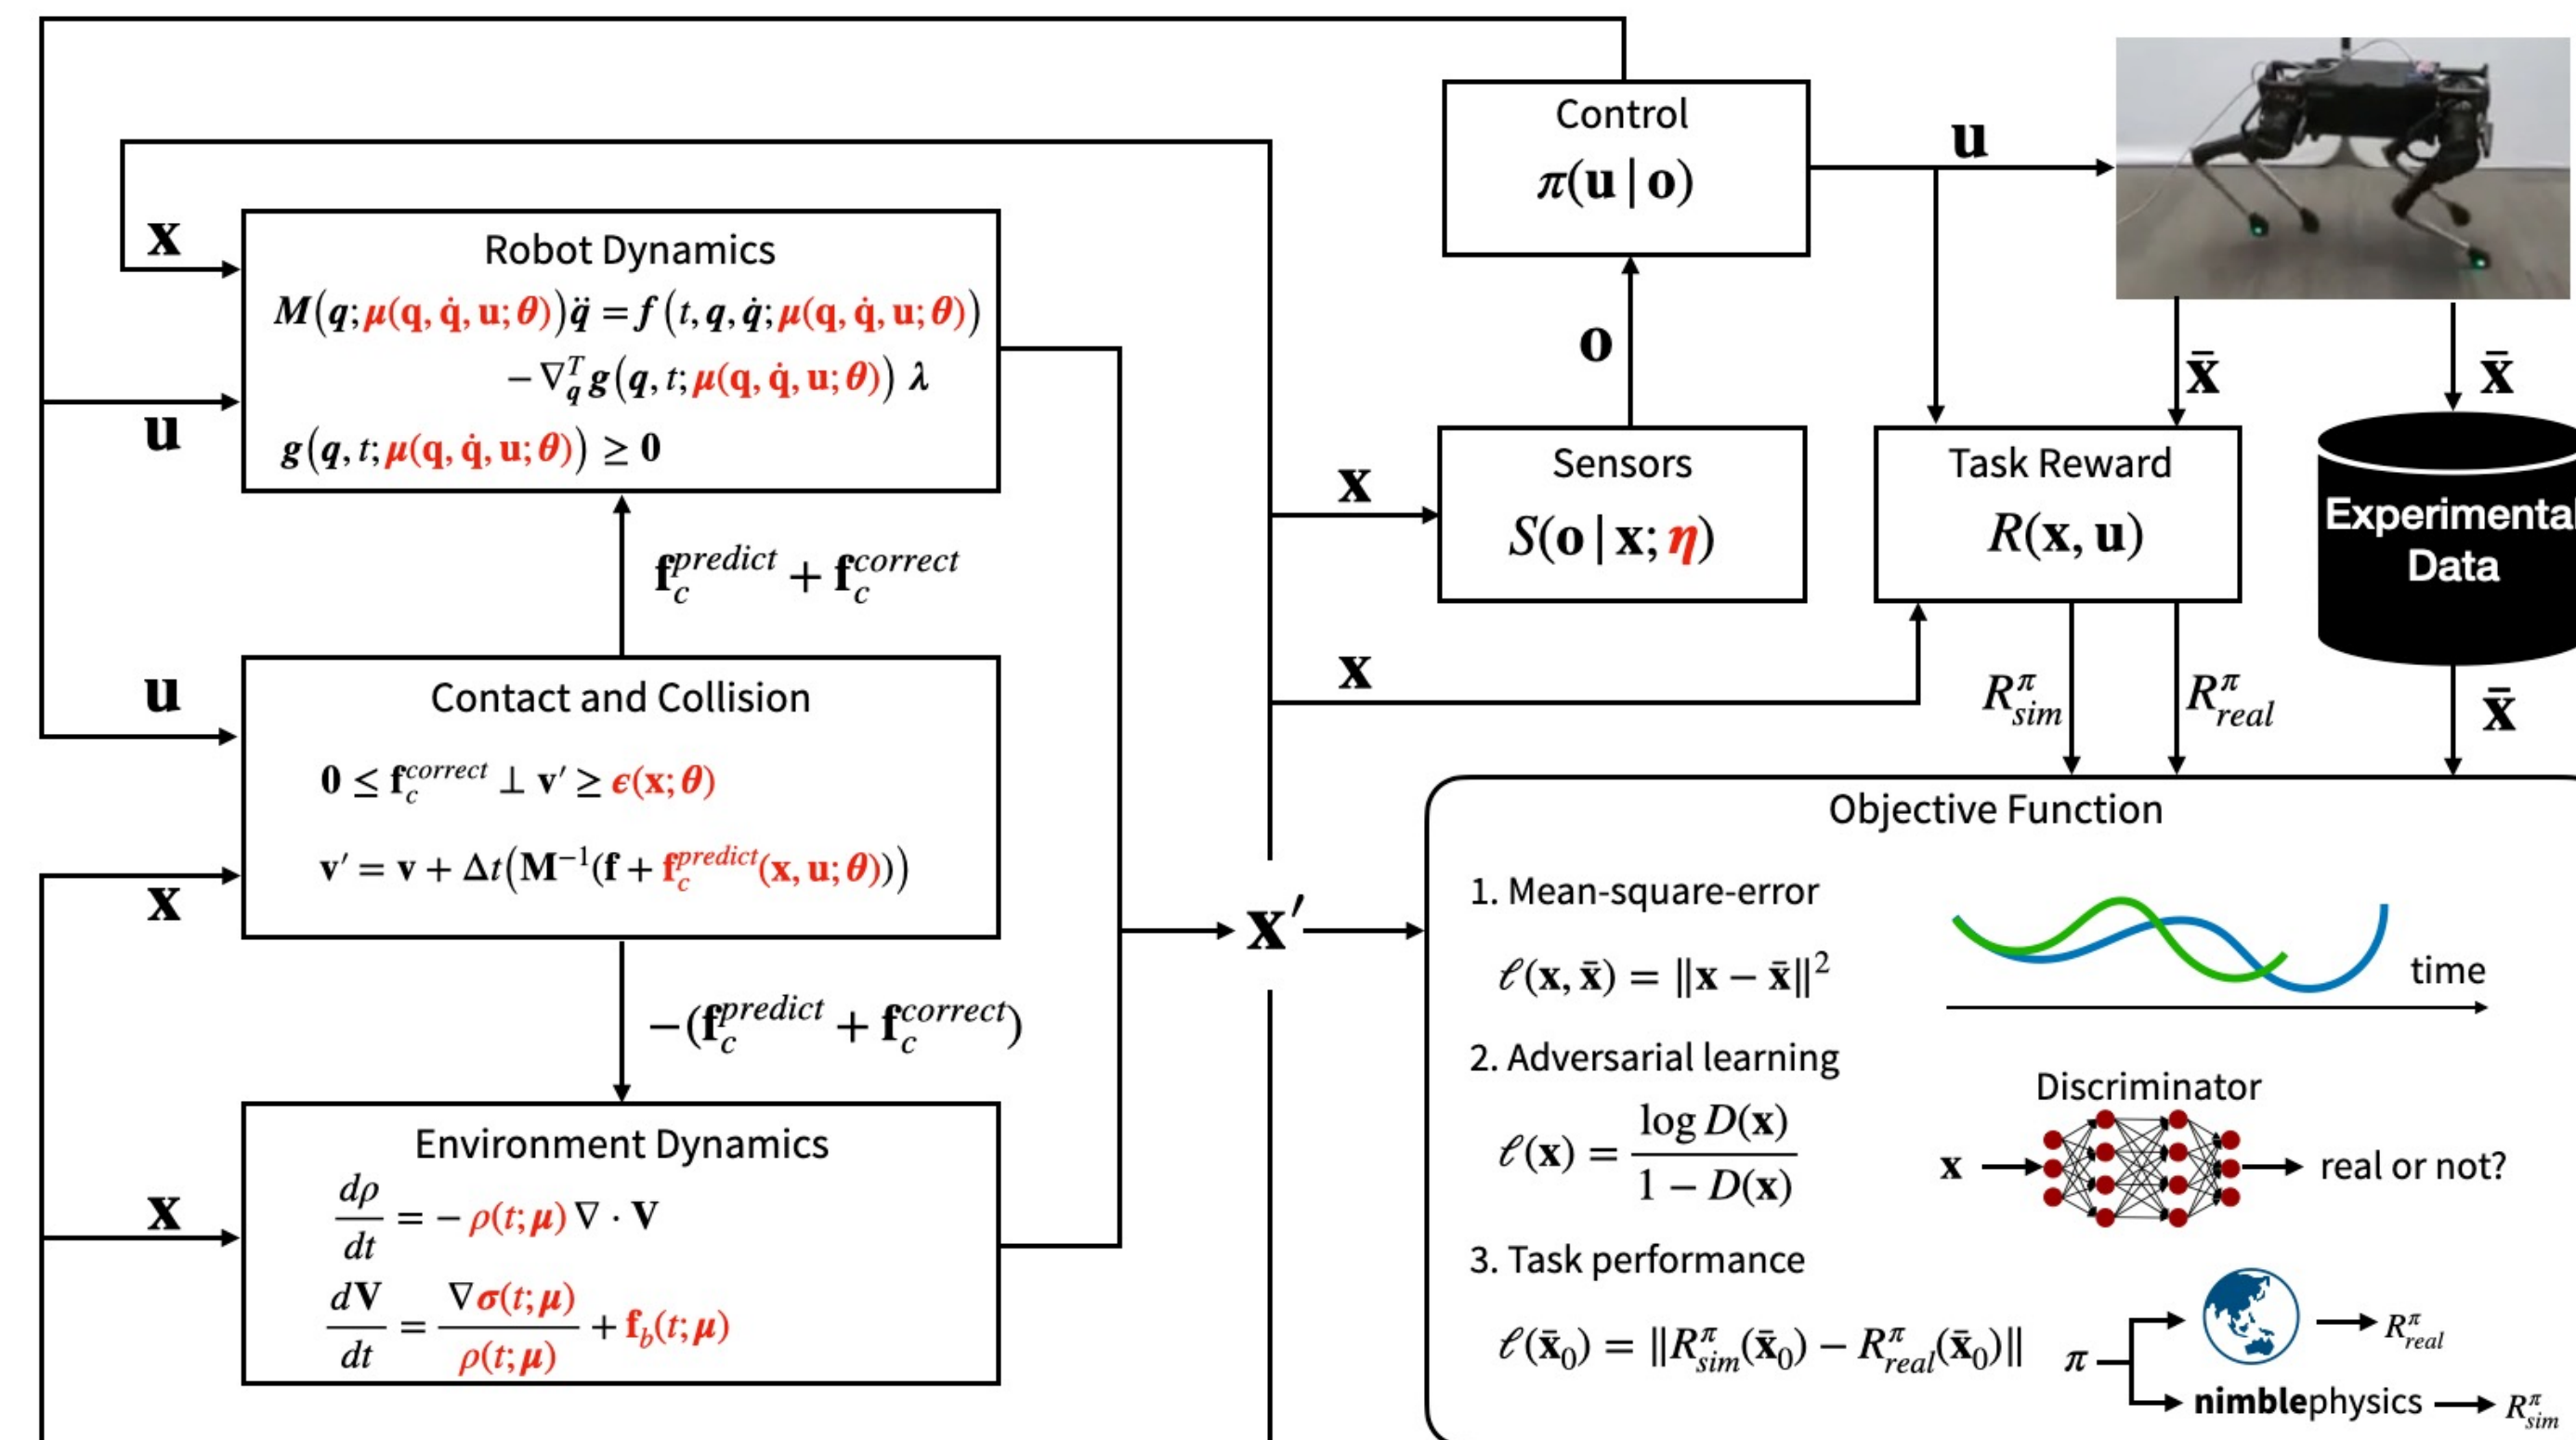 Control
π(u | o)
u
x
Robot Dynamics
M(q; μ(q, q̇, u; θ)) q̈ = f(t, q, q̇; μ(q, q̇, u; θ))
− ∇_q^T g(q, t; μ(q, q̇, u; θ)) λ
g(q, t; μ(q, q̇, u; θ)) ≥ 0
u
o
x̄
x̄
x
Sensors
S(o | x; η)
Task Reward
R(x, u)
Experimenta
Data
f_c^predict + f_c^correct
x
R_sim^π
R_real^π
x̄
u
Contact and Collision
0 ≤ f_c^correct ⊥ v′ ≥ ϵ(x; θ)
v′ = v + Δt(M⁻¹(f + f_c^predict(x, u; θ)))
x
x′
−(f_c^predict + f_c^correct)
x
Environment Dynamics
dρ/dt = − ρ(t; μ) ∇ · V
dV/dt = ∇σ(t; μ)/ρ(t; μ) + f_b(t; μ)
Objective Function
1. Mean-square-error
ℓ(x, x̄) = ‖x − x̄‖²
time
2. Adversarial learning
ℓ(x) = log D(x)/1 − D(x)
Discriminator
x
real or not?
3. Task performance
ℓ(x̄₀) = ‖R_sim^π(x̄₀) − R_real^π(x̄₀)‖
π
R_real^π
nimblephysics
R_sim^π